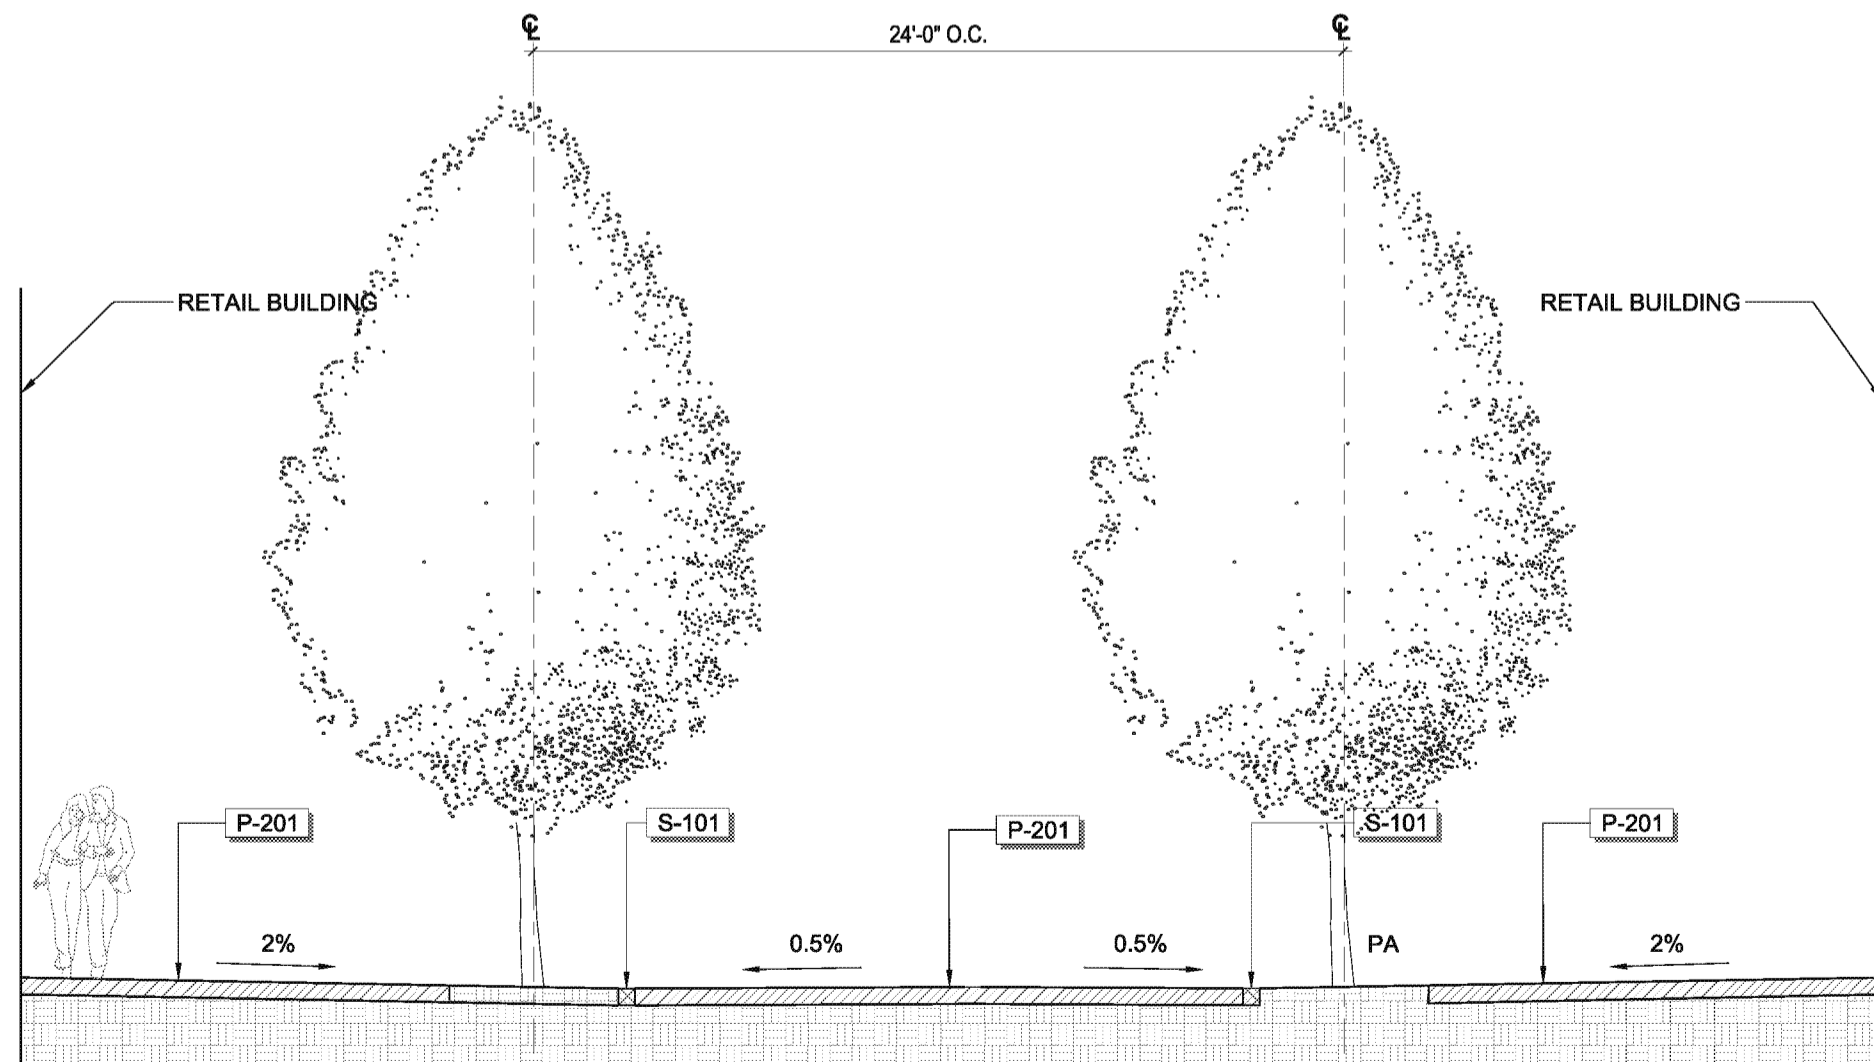 ℄ ℄
24'-0" O.C.
RETAIL BUILDING RETAIL BUILDING
P-201 S-101 P-201 S-101 P-201
2% 0.5% 0.5% PA 2%